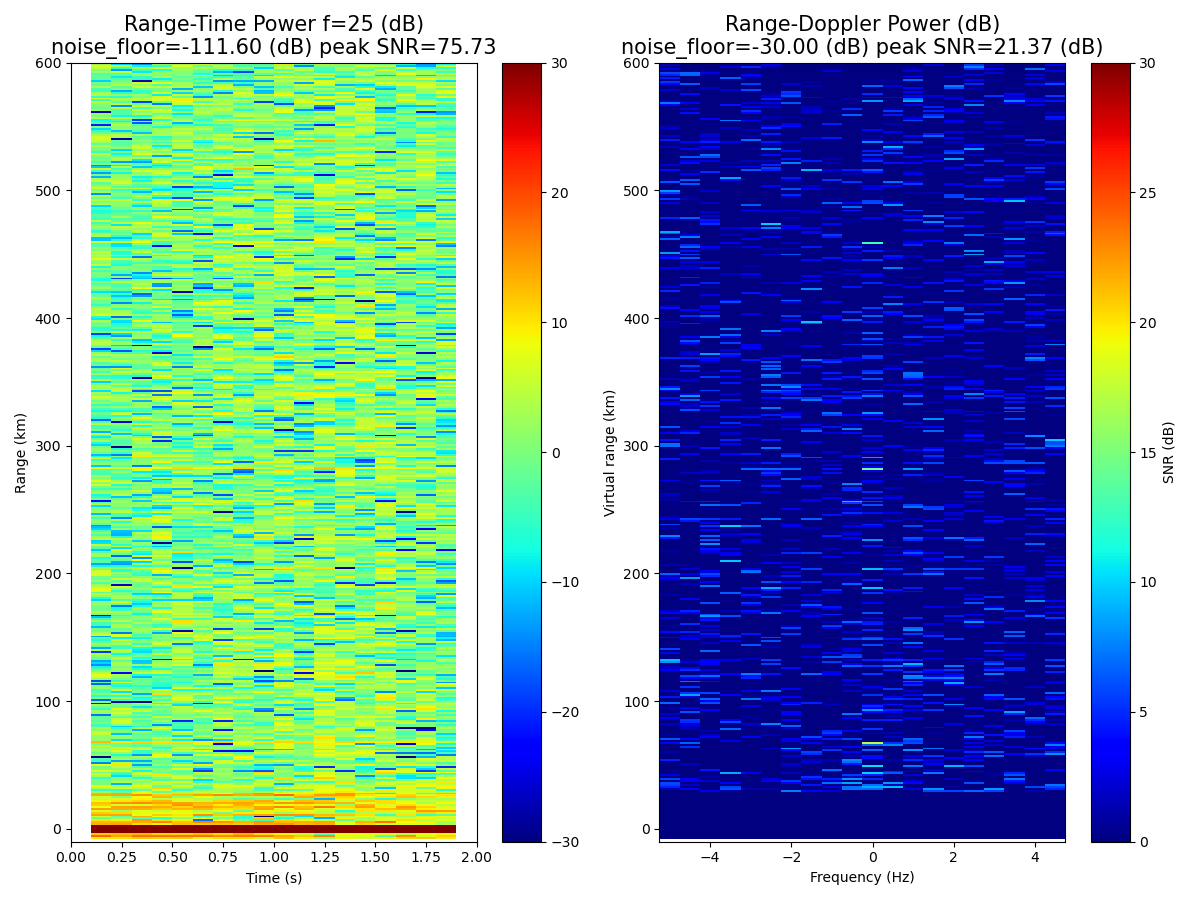 Range-Time Power f=25 (dB)
noise_floor=-111.60 (dB) peak SNR=75.73
Range (km)
600
500
400
300
200
100
0
0.00 0.25 0.50 0.75 1.00 1.25 1.50 1.75 2.00
Time (s)
30
20
10
0
−10
−20
−30
Range-Doppler Power (dB)
noise_floor=-30.00 (dB) peak SNR=21.37 (dB)
Virtual range (km)
600
500
400
300
200
100
0
−4 −2 0 2 4
Frequency (Hz)
30
25
20
15
10
5
0
SNR (dB)